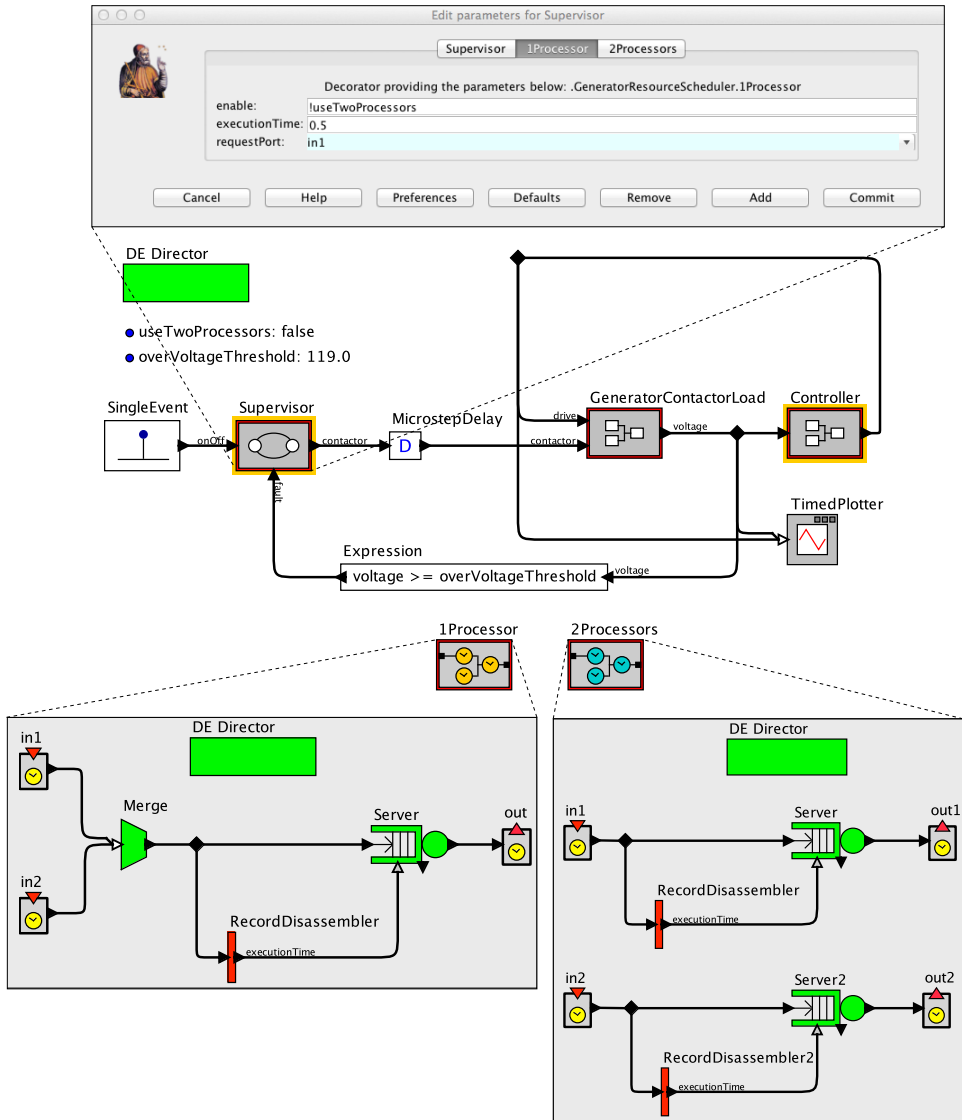 Edit parameters for Supervisor
Supervisor 1Processor 2Processors
Decorator providing the parameters below: .GeneratorResourceScheduler.1Processor
enable: !useTwoProcessors
executionTime: 0.5
requestPort: in1
Cancel Help Preferences Defaults Remove Add Commit
DE Director
useTwoProcessors: false
overVoltageThreshold: 119.0
SingleEvent
Supervisor
MicrostepDelay
GeneratorContactorLoad
Controller
onOff
contactor
D
drive
contactor
voltage
fault
TimedPlotter
Expression
voltage >= overVoltageThreshold
voltage
1Processor
2Processors
DE Director
in1
Merge
Server
out
in2
RecordDisassembler
executionTime
DE Director
in1
Server
out1
RecordDisassembler
executionTime
in2
Server2
out2
RecordDisassembler2
executionTime